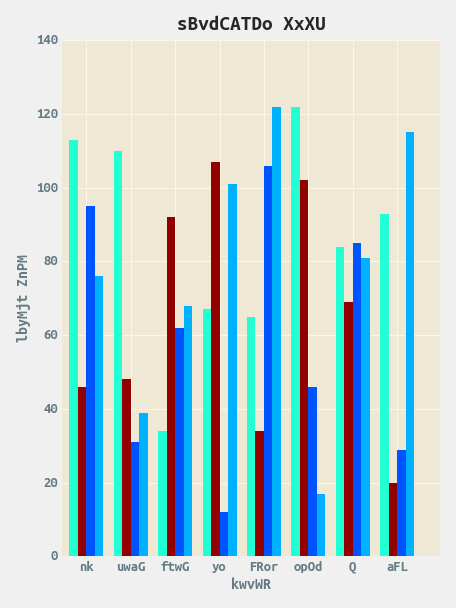 sBvdCATDo XxXU
140
120
100
80
60
40
20
0
lbyMjt ZnPM
nk uwaG ftwG yo FRor opOd Q aFL
kwvWR